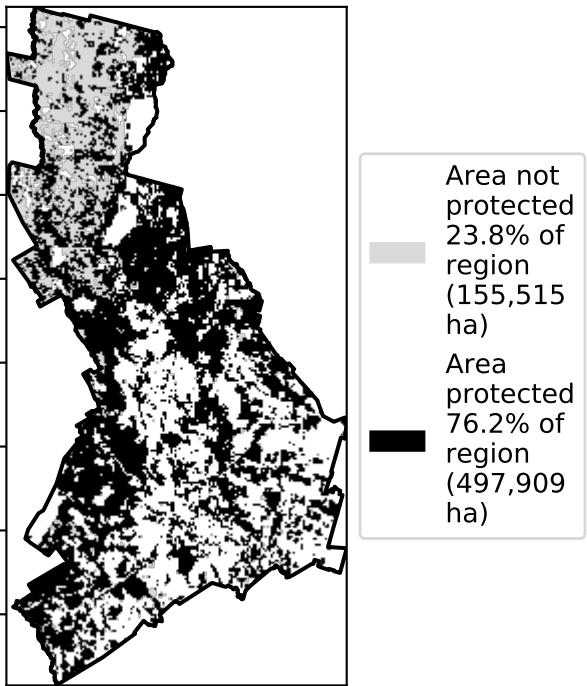 Area not
protected
23.8% of
region
(155,515
ha)
Area
protected
76.2% of
region
(497,909
ha)